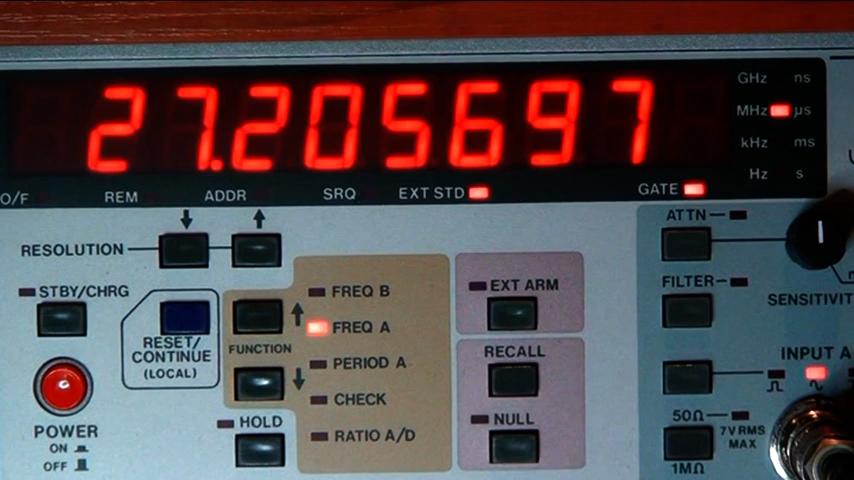 27.205697
GHz ns
MHz µs
kHz ms
Hz s
O/F REM ADDR SRQ EXT STD GATE
RESOLUTION
STBY/CHRG
RESET/
CONTINUE
(LOCAL)
FUNCTION
POWER
ON
OFF
HOLD
FREQ B
FREQ A
PERIOD A
CHECK
RATIO A/D
EXT ARM
RECALL
NULL
ATTN
FILTER
SENSITIVIT
INPUT A
50Ω
1MΩ
7V RMS
MAX